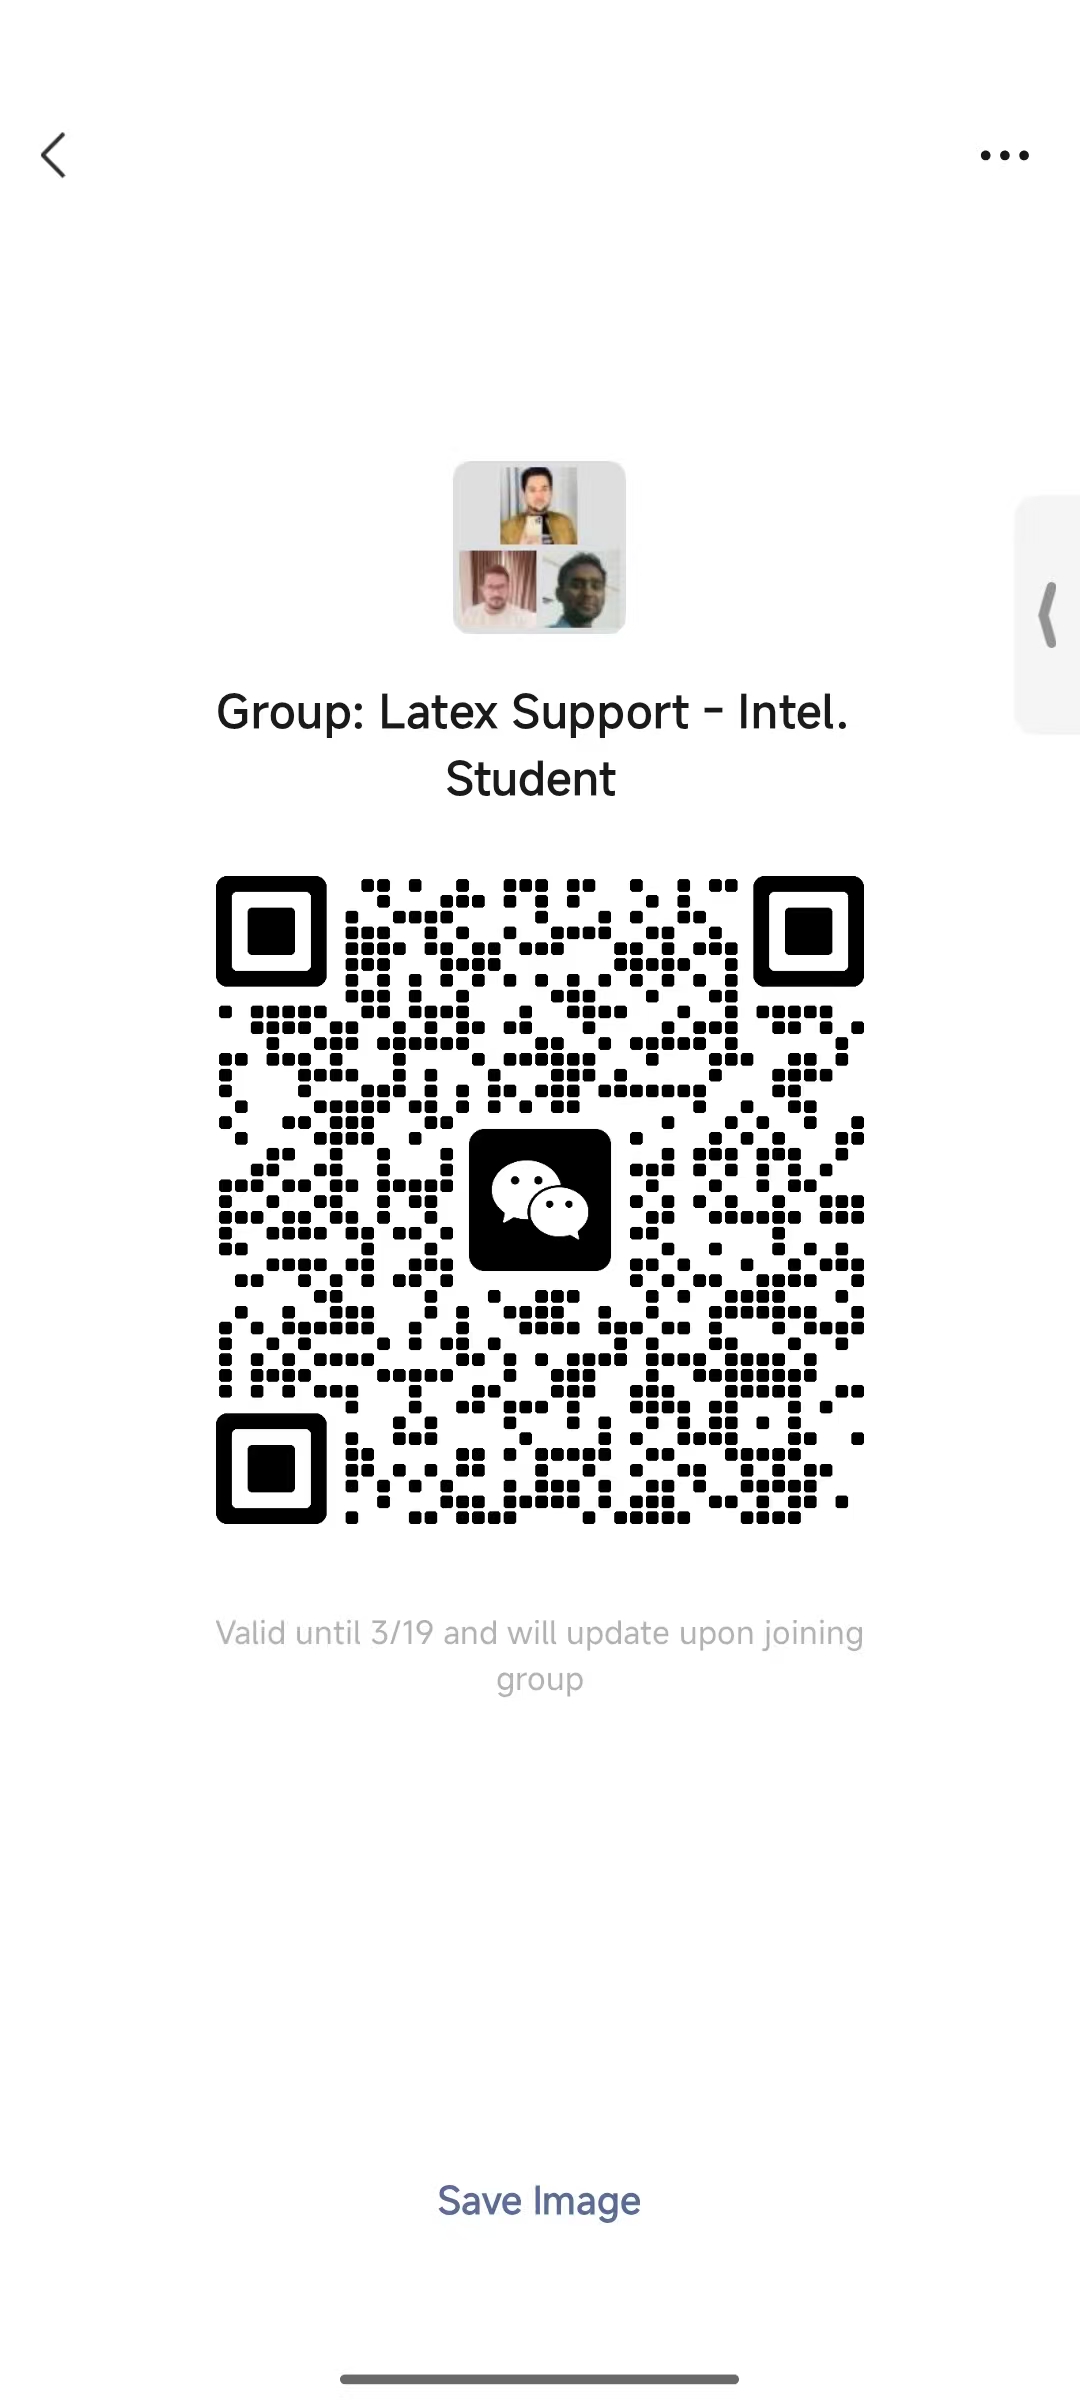 Group: Latex Support - Intel.
Student
Valid until 3/19 and will update upon joining
group
Save Image